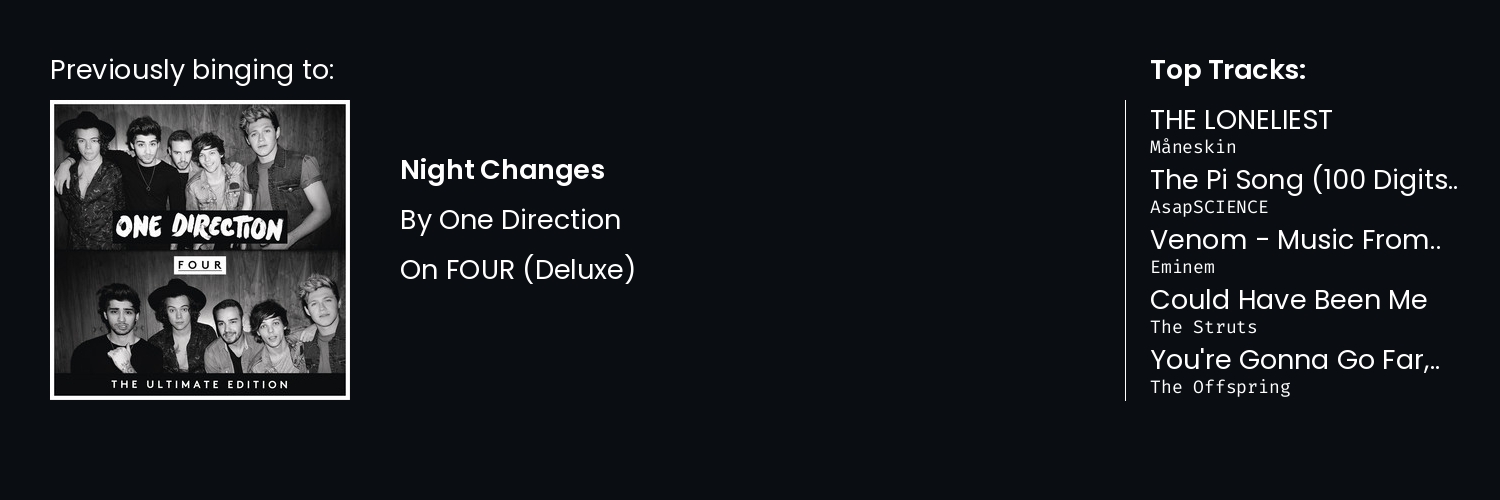 Previously binging to:
ONE DIRECTION
FOUR
THE ULTIMATE EDITION
Night Changes
By One Direction
On FOUR (Deluxe)
Top Tracks:
THE LONELIEST
Måneskin
The Pi Song (100 Digits..
AsapSCIENCE
Venom - Music From..
Eminem
Could Have Been Me
The Struts
You're Gonna Go Far,..
The Offspring